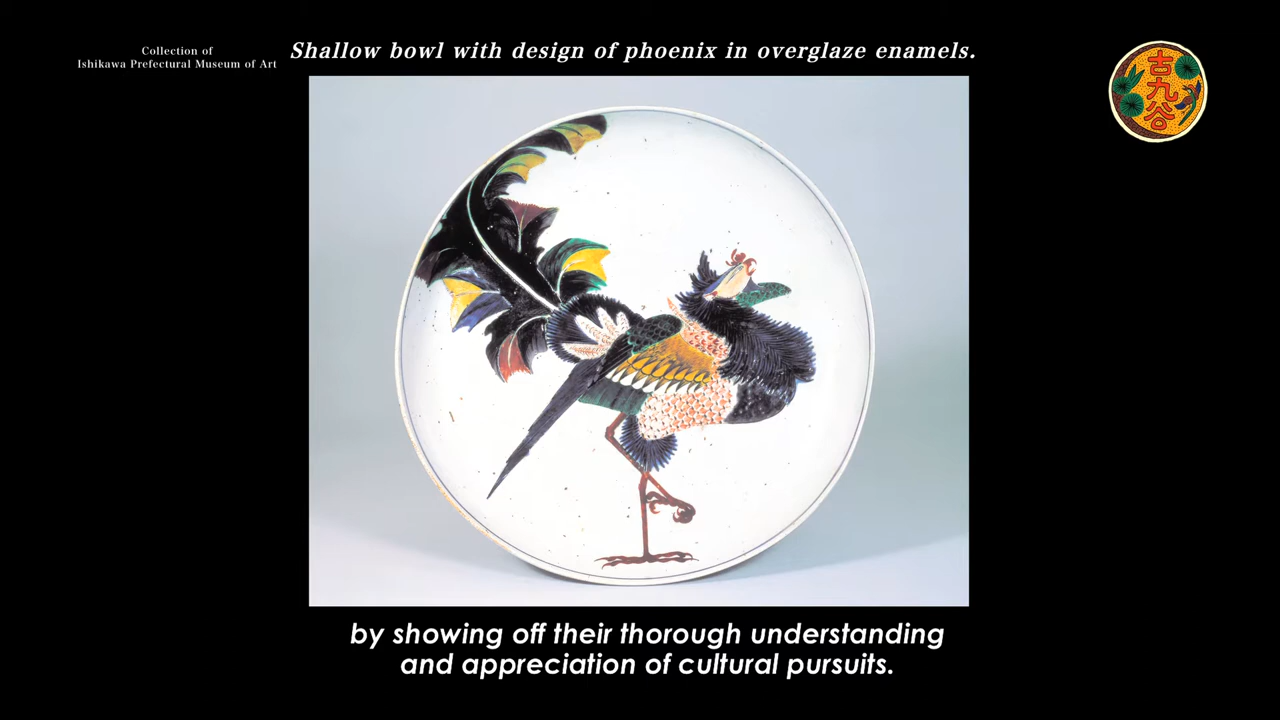 Collection of
Ishikawa Prefectural Museum of Art
Shallow bowl with design of phoenix in overglaze enamels.
古九谷
by showing off their thorough understanding
and appreciation of cultural pursuits.